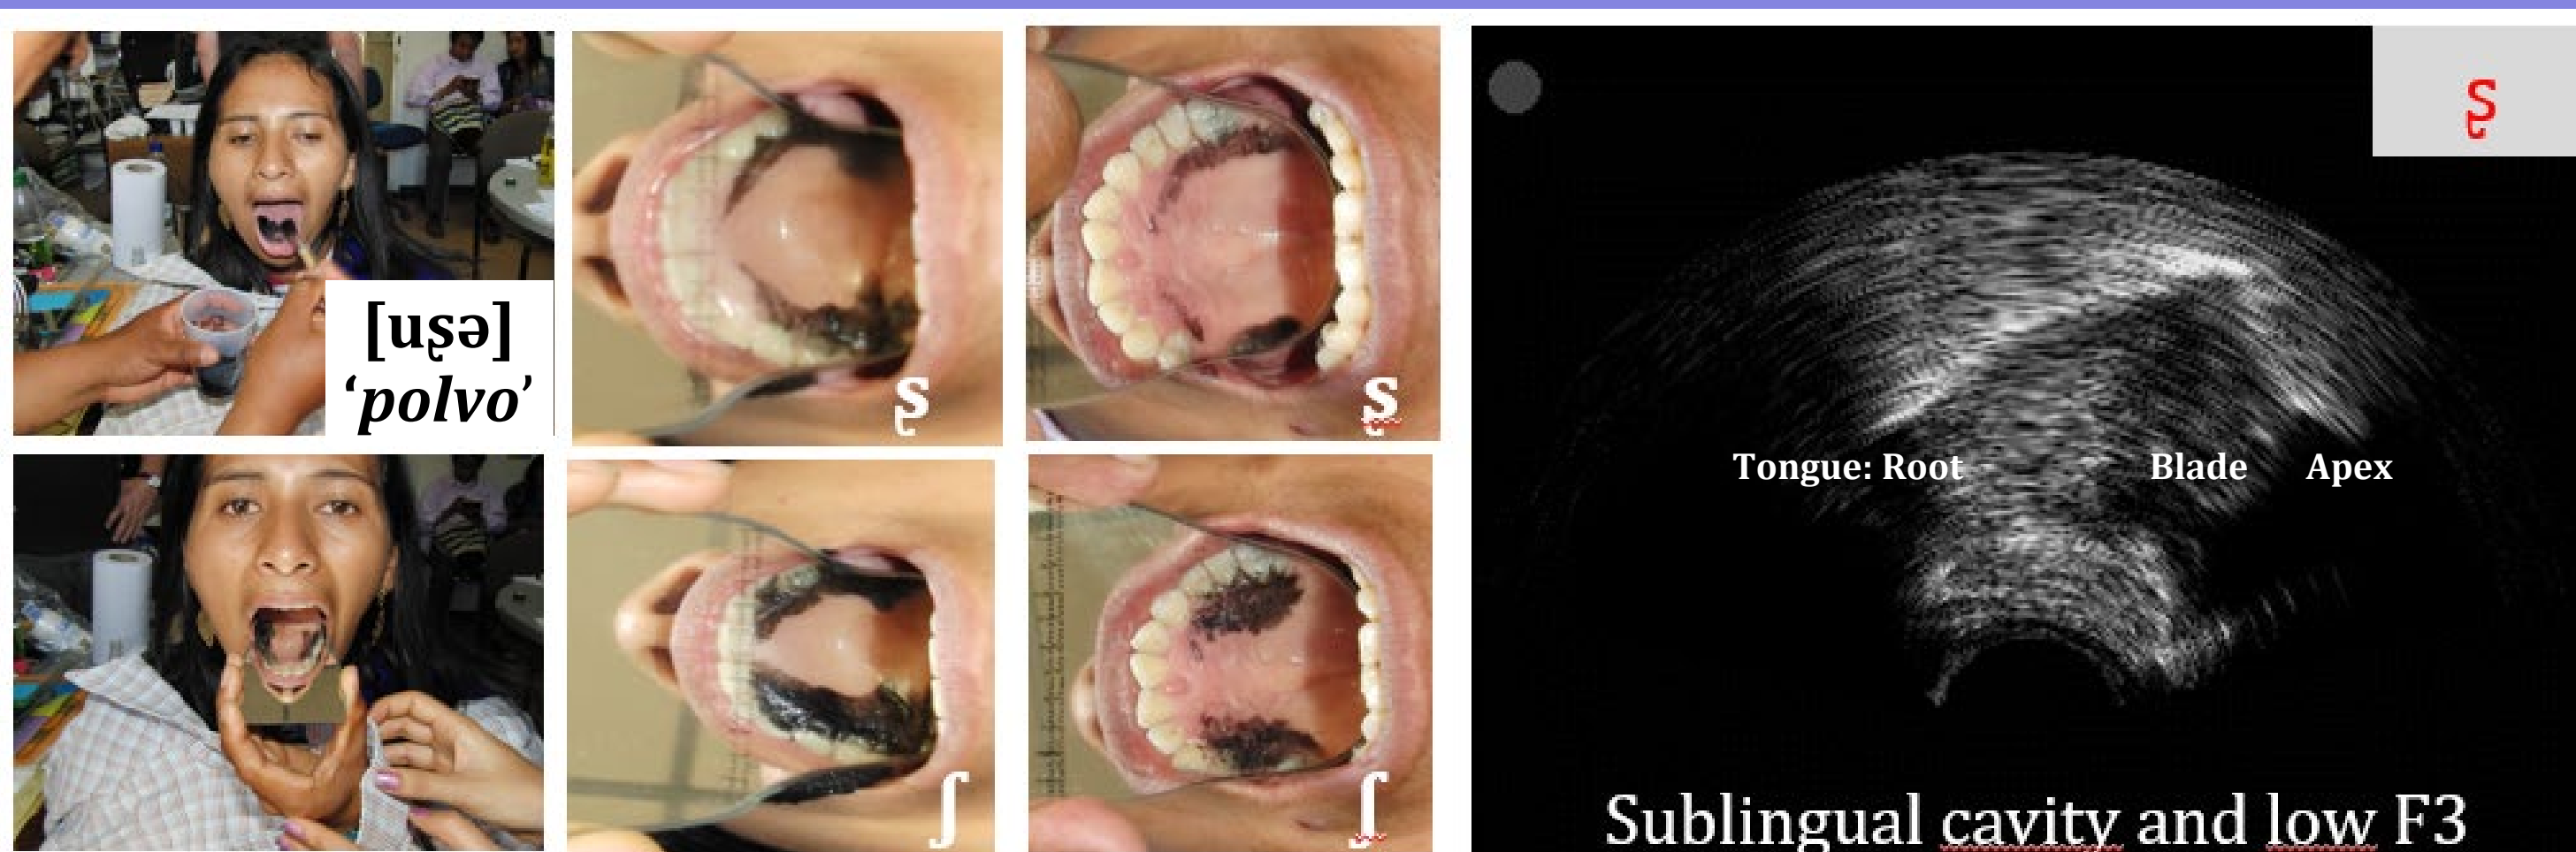 [uʂə]
‘polvo’
ʂ
ʂ
ʃ
ʃ
ʂ
Tongue: Root Blade Apex
Sublingual cavity and low F3